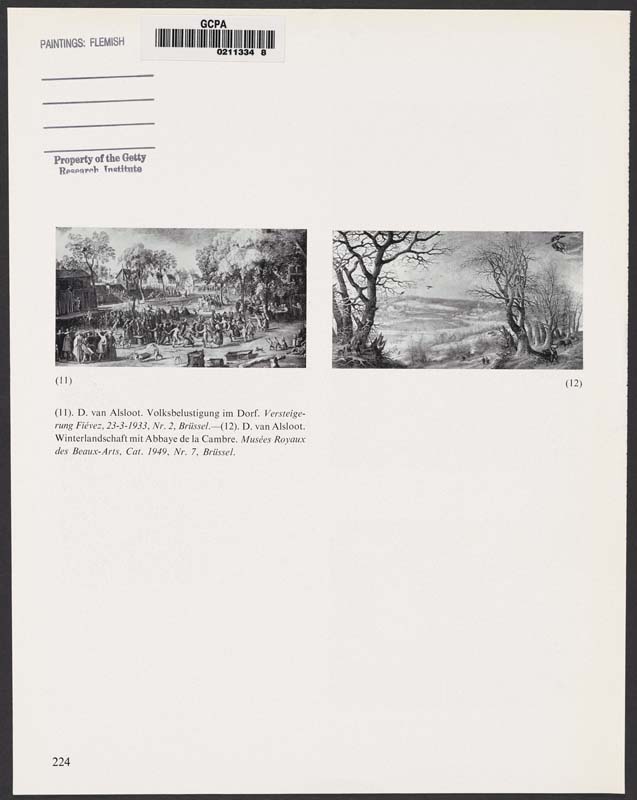 PAINTINGS: FLEMISH
GCPA
0211334 8
Property of the Getty
Research Institute
(11)
(12)
(11). D. van Alsloot. Volksbelustigung im Dorf. Versteige-
rung Fiévez, 23-3-1933, Nr. 2, Brüssel.—(12). D. van Alsloot.
Winterlandschaft mit Abbaye de la Cambre. Musées Royaux
des Beaux-Arts, Cat. 1949, Nr. 7, Brüssel.
224